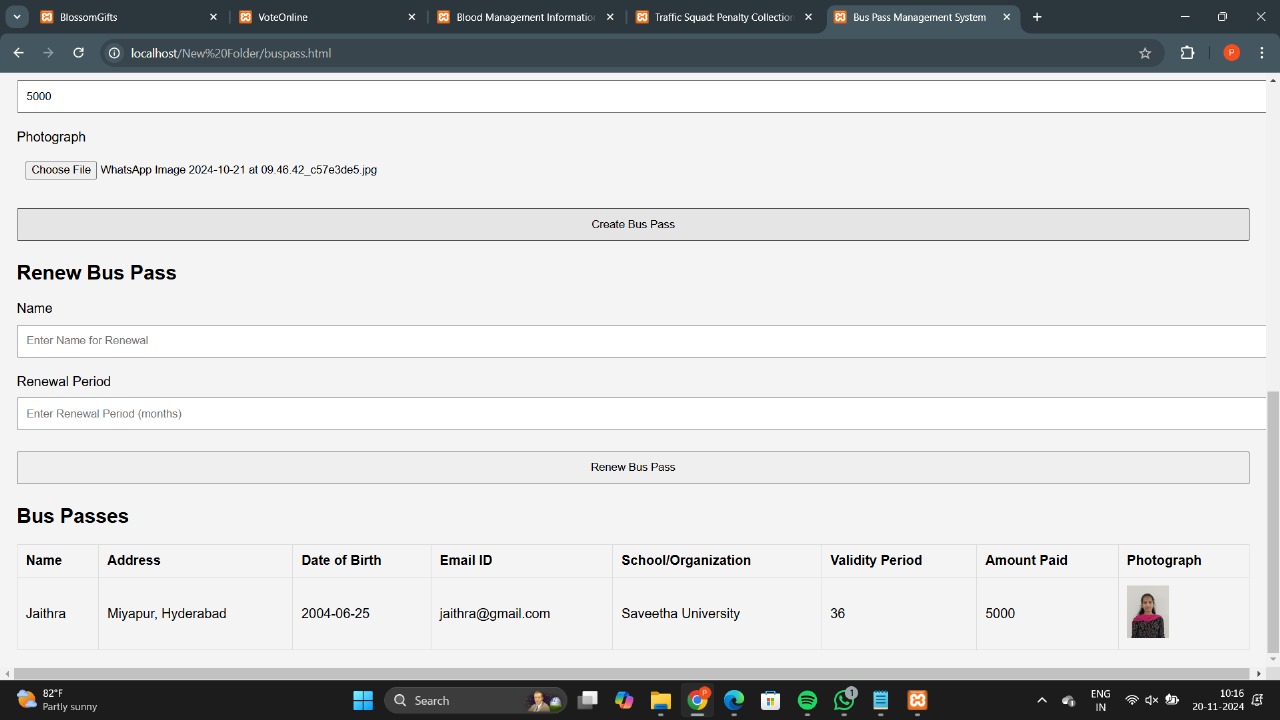 BlossomGifts
VoteOnline
Blood Management Information
Traffic Squad: Penalty Collection
Bus Pass Management System
localhost/New%20Folder/buspass.html
P
5000
Photograph
Choose File WhatsApp Image 2024-10-21 at 09.46.42_c57e3de5.jpg
Create Bus Pass
Renew Bus Pass
Name
Enter Name for Renewal
Renewal Period
Enter Renewal Period (months)
Renew Bus Pass
Bus Passes
Name Address Date of Birth Email ID School/Organization Validity Period Amount Paid Photograph
Jaithra Miyapur, Hyderabad 2004-06-25 jaithra@gmail.com Saveetha University 36 5000
82°F
Partly sunny
Search
P
1
ENG
IN
10:16
20-11-2024